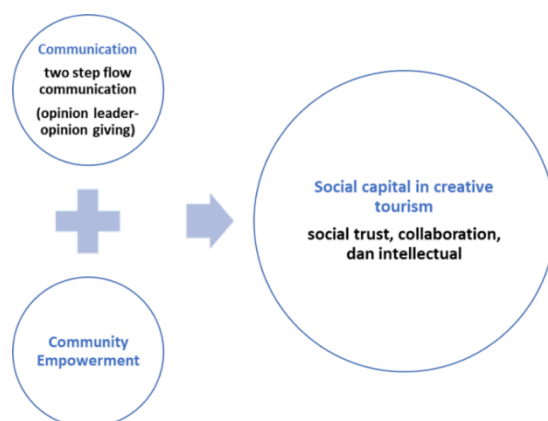 Communication
two step flow
communication
(opinion leader-
opinion giving)
Community
Empowerment
Social capital in creative
tourism
social trust, collaboration,
dan intellectual